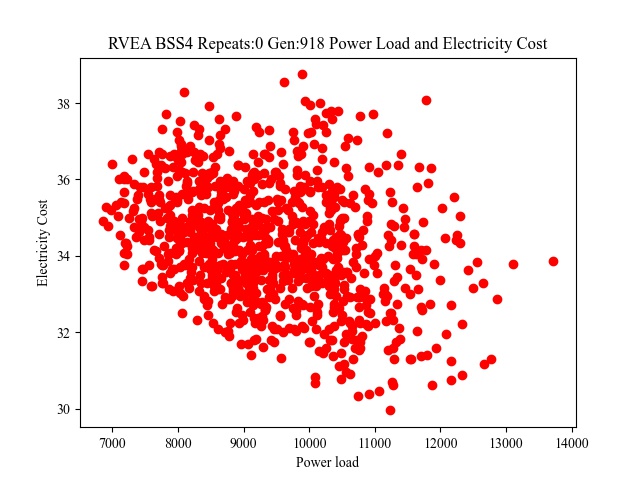 RVEA BSS4 Repeats:0 Gen:918 Power Load and Electricity Cost
Electricity Cost
38
36
34
32
30
7000 8000 9000 10000 11000 12000 13000 14000
Power load